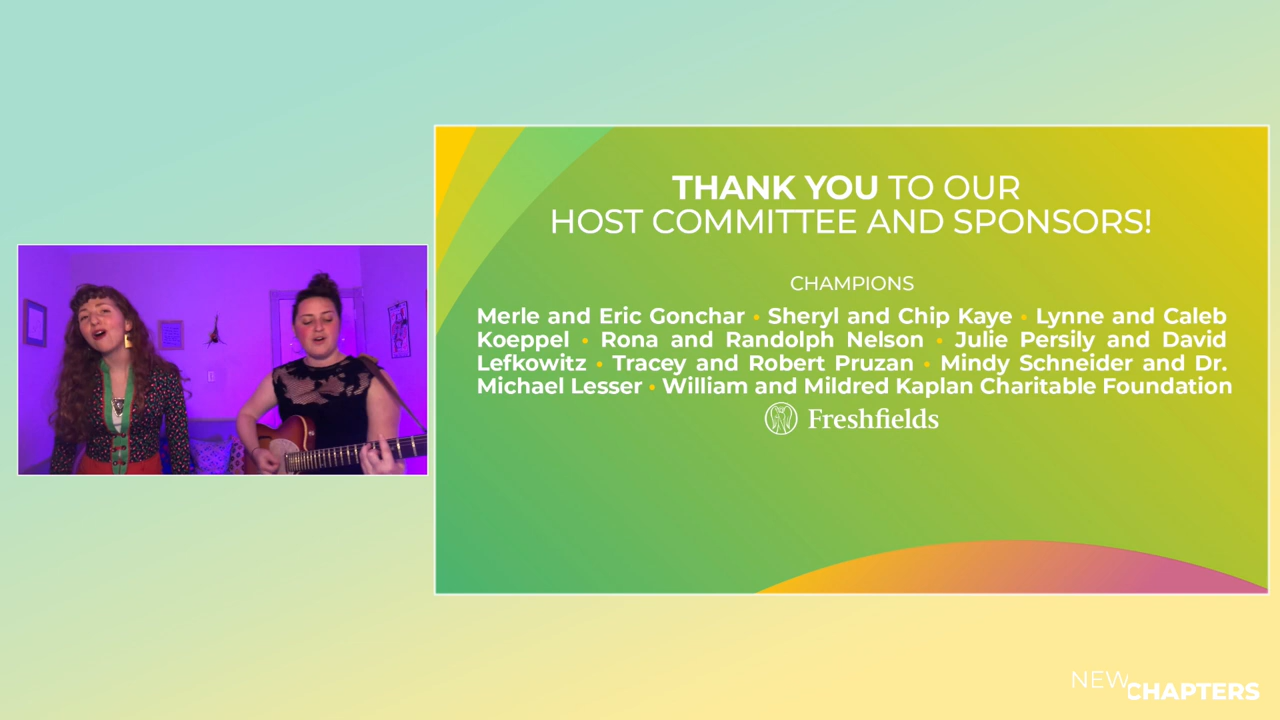 THANK YOU TO OUR
HOST COMMITTEE AND SPONSORS!
CHAMPIONS
Merle and Eric Gonchar • Sheryl and Chip Kaye • Lynne and Caleb
Koeppel • Rona and Randolph Nelson • Julie Persily and David
Lefkowitz • Tracey and Robert Pruzan • Mindy Schneider and Dr.
Michael Lesser • William and Mildred Kaplan Charitable Foundation
Freshfields
NEW
CHAPTERS